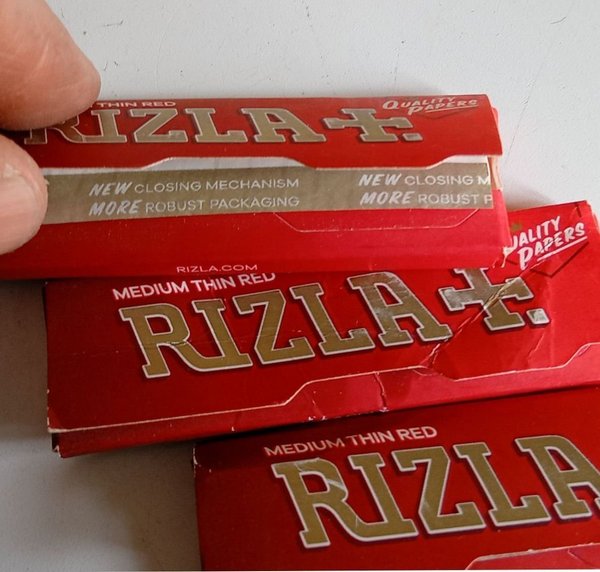 THIN RED
RIZLA+.
QUALITY
PAPERS
NEW CLOSING MECHANISM
MORE ROBUST PACKAGING
NEW CLOSING M
MORE ROBUST P
RIZLA.COM
MEDIUM THIN RED
RIZLA+.
QUALITY
PAPERS
MEDIUM THIN RED
RIZLA